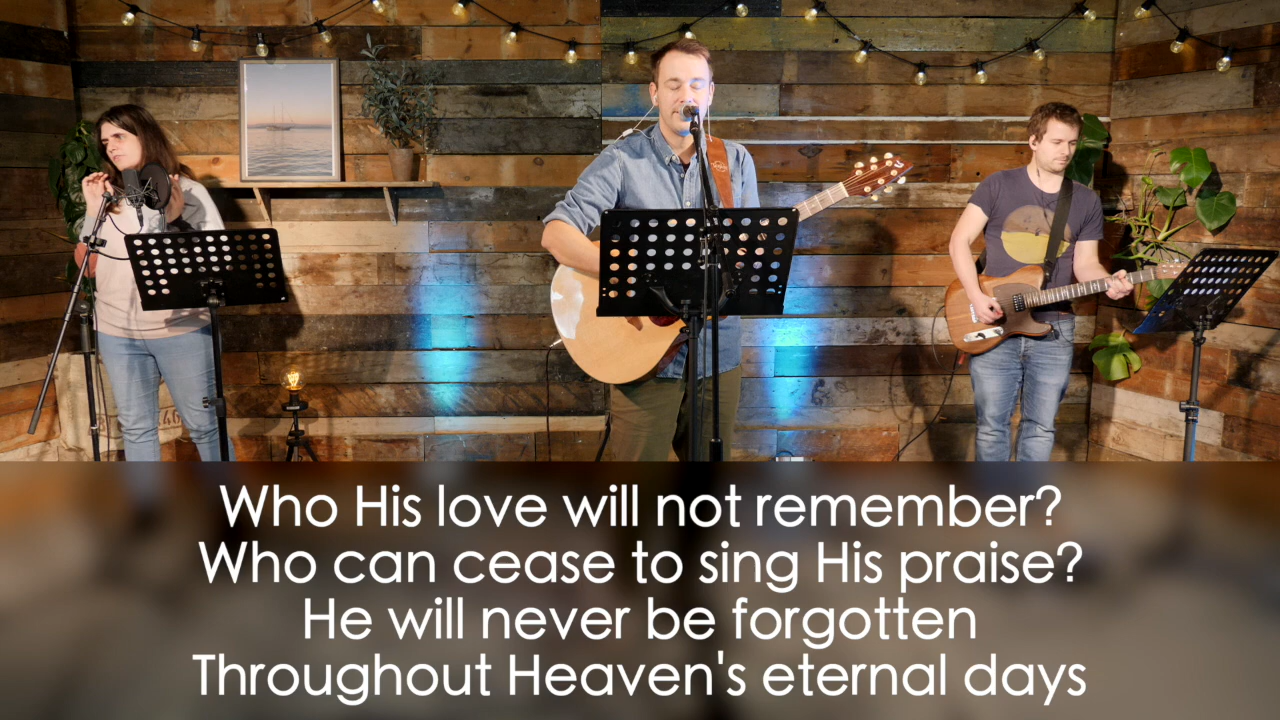 Who His love will not remember?
Who can cease to sing His praise?
He will never be forgotten
Throughout Heaven's eternal days